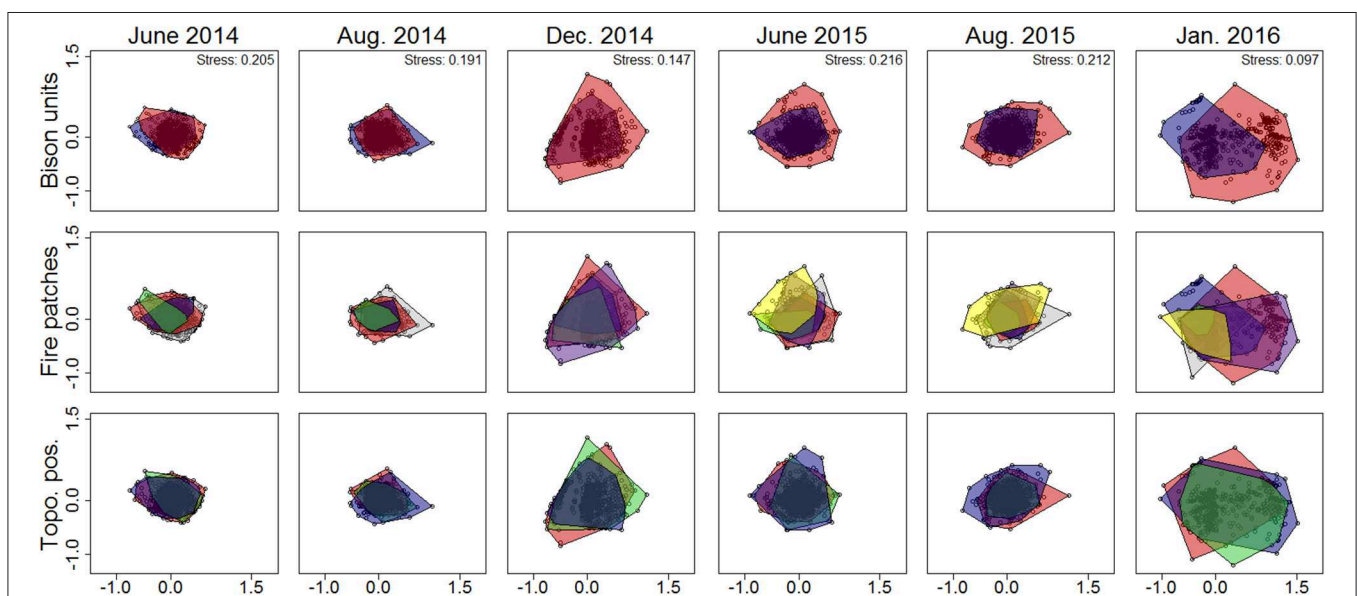 June 2014 Aug. 2014 Dec. 2014 June 2015 Aug. 2015 Jan. 2016
Stress: 0.205 Stress: 0.191 Stress: 0.147 Stress: 0.216 Stress: 0.212 Stress: 0.097
Bison units
1.5
0.0
-1.0
Fire patches
1.5
0.0
-1.0
Topo. pos.
1.5
0.0
-1.0
-1.0 0.0 1.5 -1.0 0.0 1.5 -1.0 0.0 1.5 -1.0 0.0 1.5 -1.0 0.0 1.5 -1.0 0.0 1.5